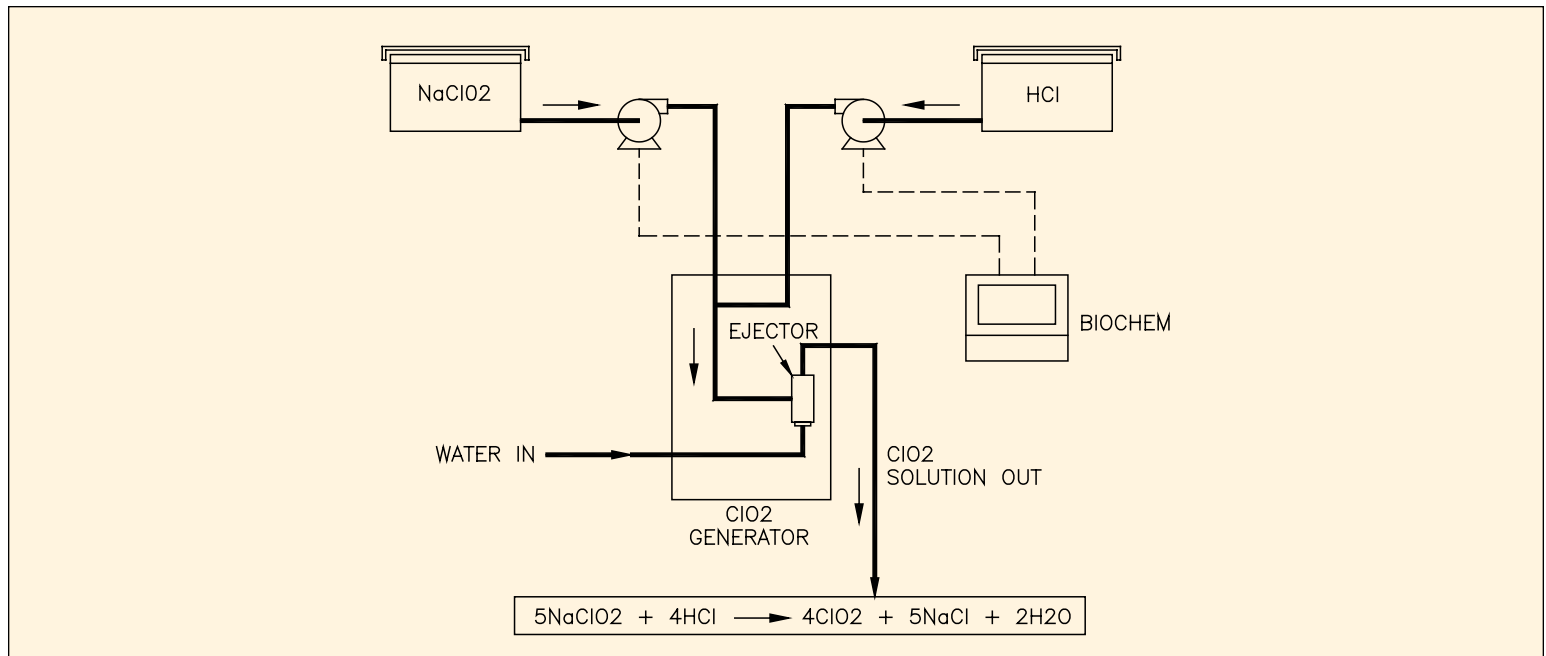 NaClO2
HCl
BIOCHEM
EJECTOR
WATER IN
ClO2
SOLUTION OUT
ClO2
GENERATOR
5NaClO2 + 4HCl → 4ClO2 + 5NaCl + 2H2O